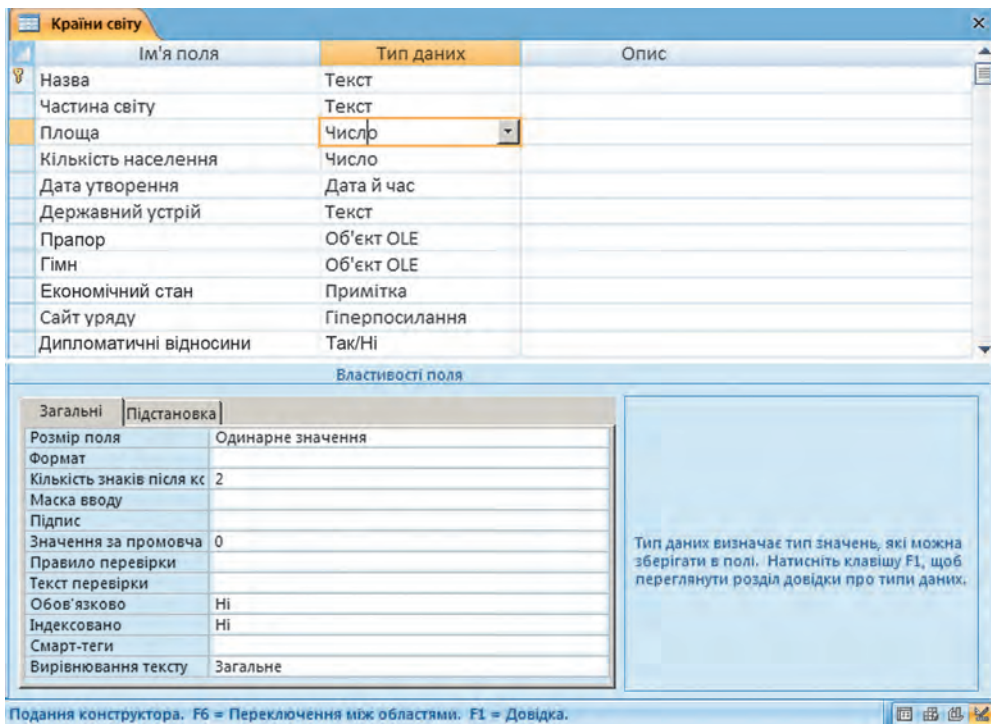 Країни світу
Ім'я поля Тип даних Опис
Назва Текст
Частина світу Текст
Площа Число
Кількість населення Число
Дата утворення Дата й час
Державний устрій Текст
Прапор Об'єкт OLE
Гімн Об'єкт OLE
Економічний стан Примітка
Сайт уряду Гіперпосилання
Дипломатичні відносини Так/Ні
Властивості поля
Загальні Підстановка
Розмір поля Одинарне значення
Формат
Кількість знаків після кс 2
Маска вводу
Підпис
Значення за промовча 0
Правило перевірки
Текст перевірки
Обов'язково Ні
Індексовано Ні
Смарт-теги
Вирівнювання тексту Загальне
Тип даних визначає тип значень, які можна
зберігати в полі. Натисніть клавішу F1, щоб
переглянути розділ довідки про типи даних.
Подання конструктора. F6 = Переключення між областями. F1 = Довідка.